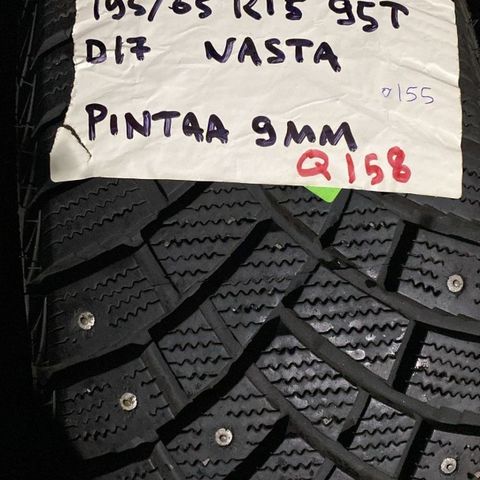 195/65 R15 95T
D17 NASTA
0155
PINTAA 9MM
Q158